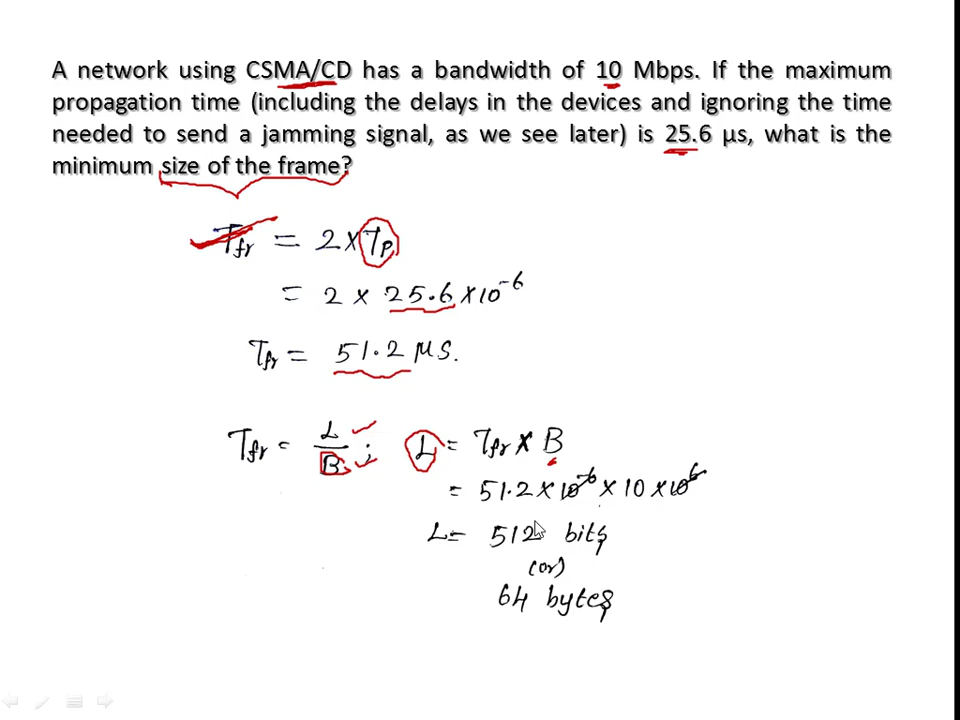 A network using CSMA/CD has a bandwidth of 10 Mbps. If the maximum
propagation time (including the delays in the devices and ignoring the time
needed to send a jamming signal, as we see later) is 25.6 μs, what is the
minimum size of the frame?
Tfr = 2 × Tp
= 2 × 25.6 × 10⁻⁶
Tfr = 51.2 μs.
Tfr = L/B ; L = Tfr × B
= 51.2 × 10⁻⁶ × 10 × 10⁶
L = 512 bits
(or)
64 bytes